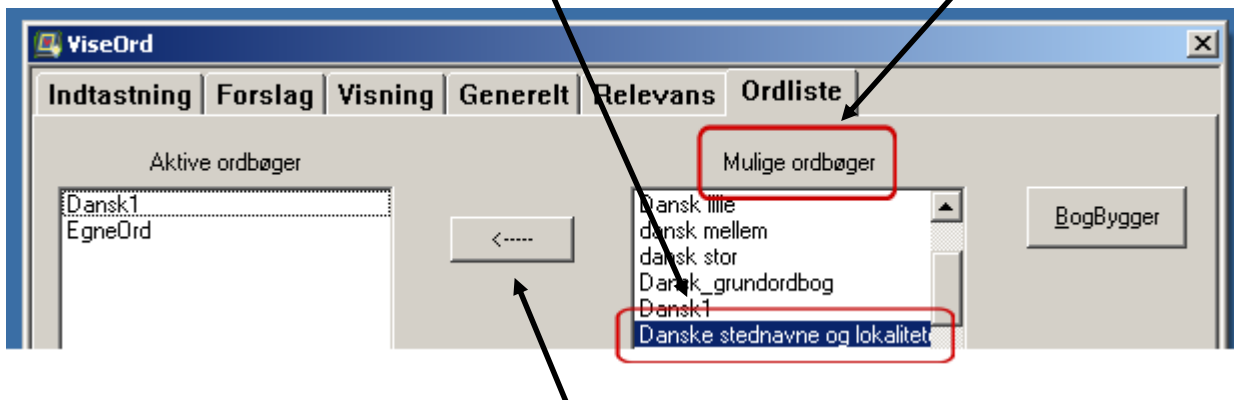 ViseOrd
Indtastning Forslag Visning Generelt Relevans Ordliste
Aktive ordbøger
Dansk1
EgneOrd
<-----
Mulige ordbøger
Dansk lille
dansk mellem
dansk stor
Dansk_grundordbog
Dansk1
Danske stednavne og lokalitet
BogBygger